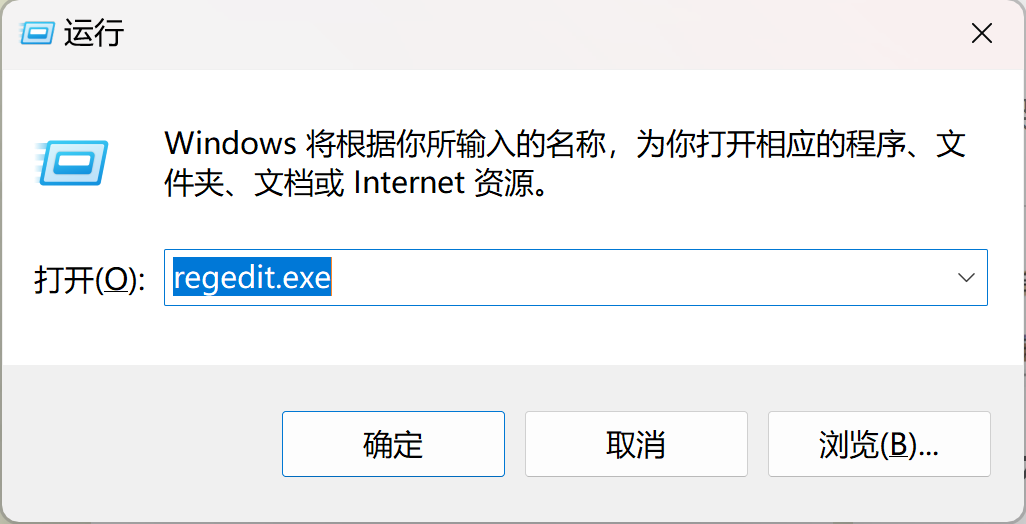 运行
Windows 将根据你所输入的名称，为你打开相应的程序、文
件夹、文档或 Internet 资源。
打开(O): regedit.exe
确定 取消 浏览(B)...